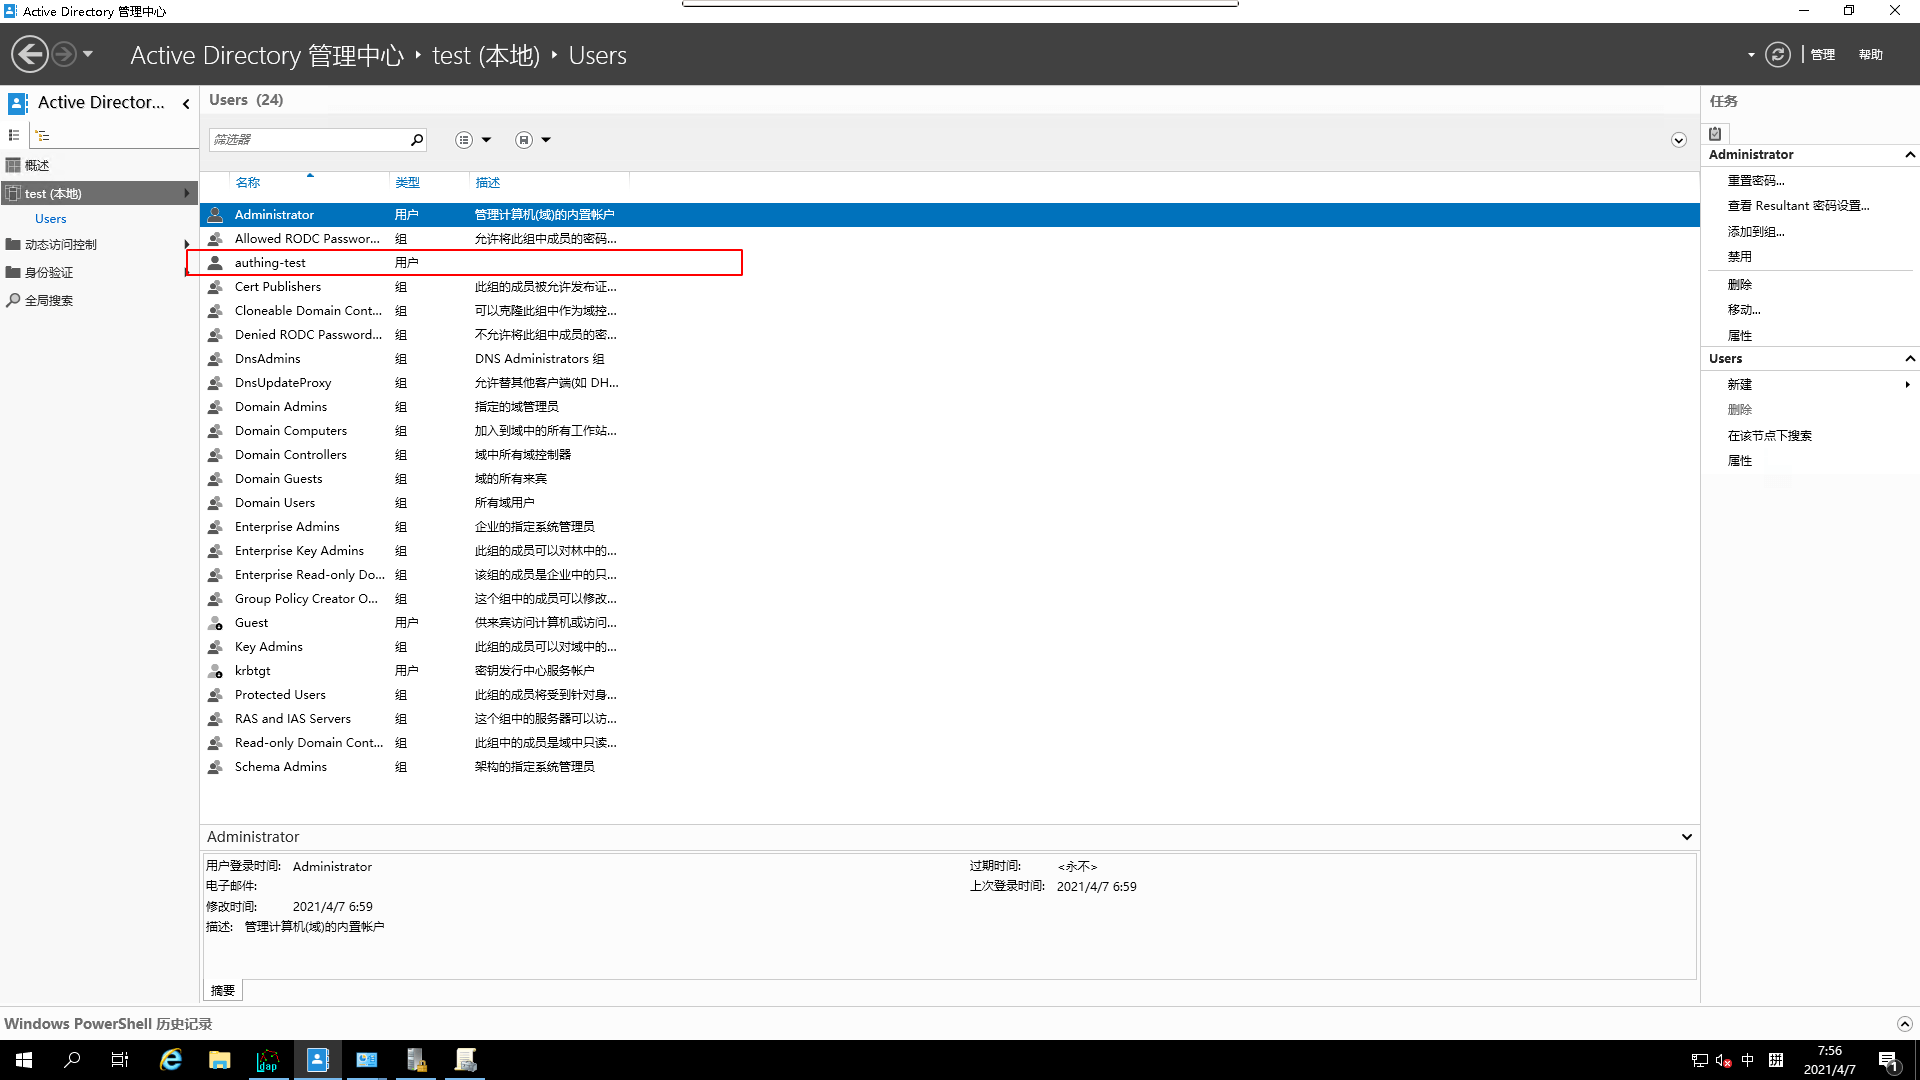 Active Directory 管理中心
Active Directory 管理中心 ‣ test (本地) ‣ Users
管理
帮助
Active Director...
概述
test (本地)
Users
动态访问控制
身份验证
全局搜索
Users (24)
筛选器
名称 类型 描述
Administrator 用户 管理计算机(域)的内置帐户
Allowed RODC Passwor... 组 允许将此组中成员的密码...
authing-test 用户
Cert Publishers 组 此组的成员被允许发布证...
Cloneable Domain Cont... 组 可以克隆此组中作为域控...
Denied RODC Password... 组 不允许将此组中成员的密...
DnsAdmins 组 DNS Administrators 组
DnsUpdateProxy 组 允许替其他客户端(如 DH...
Domain Admins 组 指定的域管理员
Domain Computers 组 加入到域中的所有工作站...
Domain Controllers 组 域中所有域控制器
Domain Guests 组 域的所有来宾
Domain Users 组 所有域用户
Enterprise Admins 组 企业的指定系统管理员
Enterprise Key Admins 组 此组的成员可以对林中的...
Enterprise Read-only Do... 组 该组的成员是企业中的只...
Group Policy Creator O... 组 这个组中的成员可以修改...
Guest 用户 供来宾访问计算机或访问...
Key Admins 组 此组的成员可以对域中的...
krbtgt 用户 密钥发行中心服务帐户
Protected Users 组 此组的成员将受到针对身...
RAS and IAS Servers 组 这个组中的服务器可以访...
Read-only Domain Cont... 组 此组中的成员是域中只读...
Schema Admins 组 架构的指定系统管理员
Administrator
用户登录时间: Administrator
过期时间: <永不>
电子邮件:
上次登录时间: 2021/4/7 6:59
修改时间: 2021/4/7 6:59
描述: 管理计算机(域)的内置帐户
摘要
任务
Administrator
重置密码...
查看 Resultant 密码设置...
添加到组...
禁用
删除
移动...
属性
Users
新建
删除
在该节点下搜索
属性
Windows PowerShell 历史记录
ldap
中
拼
7:56
2021/4/7
1